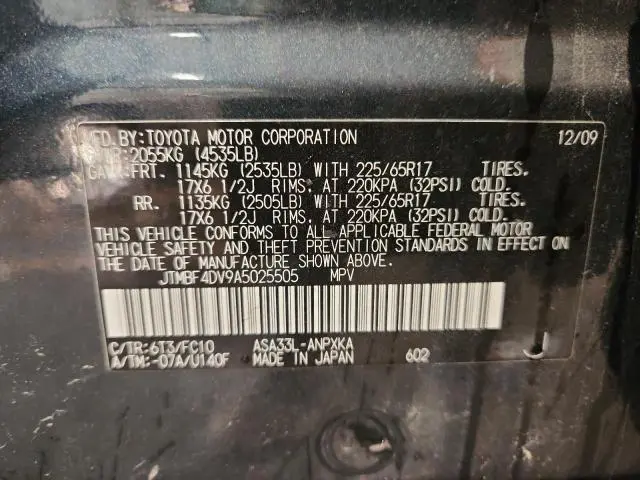 MFD.BY:TOYOTA MOTOR CORPORATION 12/09
GVWR:2055KG (4535LB)
GAWR:FRT. 1145KG (2535LB) WITH 225/65R17 TIRES.
17X6 1/2J RIMS. AT 220KPA (32PSI) COLD.
RR. 1135KG (2505LB) WITH 225/65R17 TIRES.
17X6 1/2J RIMS. AT 220KPA (32PSI) COLD.
THIS VEHICLE CONFORMS TO ALL APPLICABLE FEDERAL MOTOR
VEHICLE SAFETY AND THEFT PREVENTION STANDARDS IN EFFECT ON
THE DATE OF MANUFACTURE SHOWN ABOVE.
JTMBF4DV9A5025505 MPV
C/TR:6T3/FC10 ASA33L-ANPXKA
A/TM:-07A/U140F MADE IN JAPAN 602